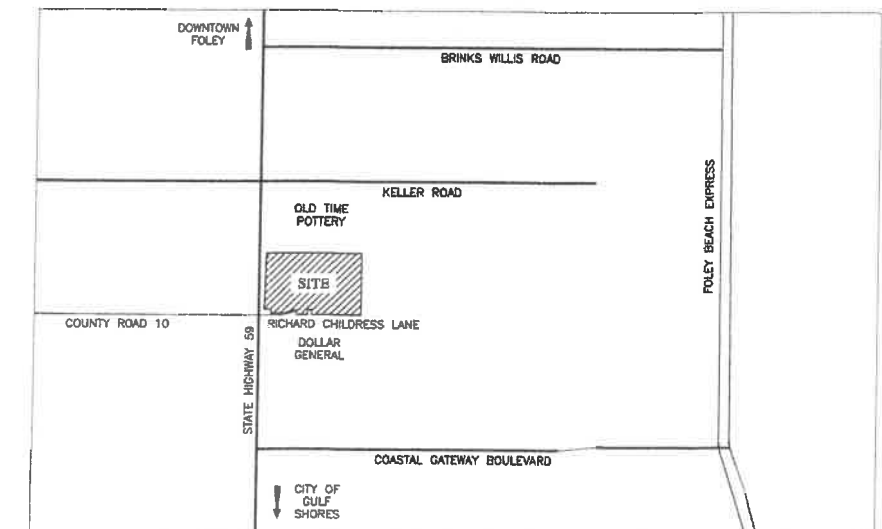 DOWNTOWN
FOLEY
BRINKS WILLIS ROAD
KELLER ROAD
OLD TIME
POTTERY
FOLEY BEACH EXPRESS
SITE
COUNTY ROAD 10
RICHARD CHILDRESS LANE
DOLLAR
GENERAL
STATE HIGHWAY 59
COASTAL GATEWAY BOULEVARD
CITY OF
GULF
SHORES